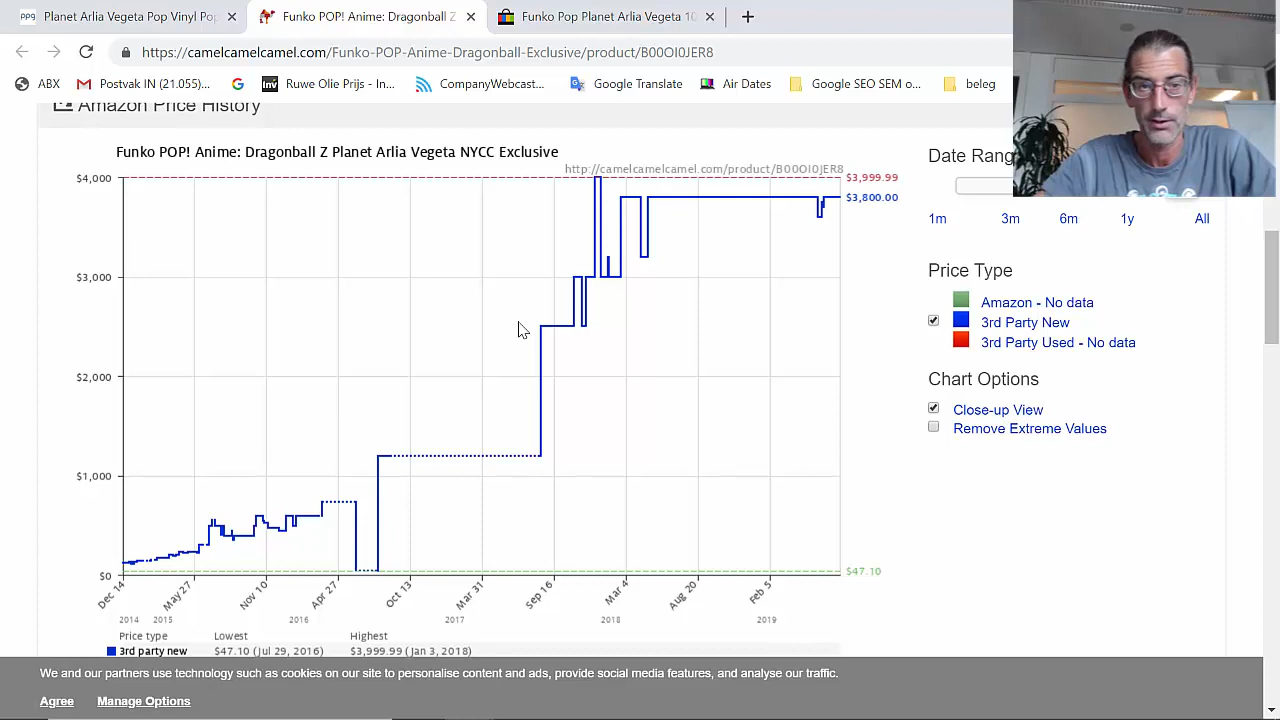 ppg Planet Arlia Vegeta Pop Vinyl Pop
Funko POP! Anime: Dragonball Z
Funko Pop Planet Arlia Vegeta 10
https://camelcamelcamel.com/Funko-POP-Anime-Dragonball-Exclusive/product/B00OI0JER8
ABX
Postvak IN (21.055)...
Inv Ruwe Olie Prijs - In...
CompanyWebcast...
Google Translate
Air Dates
Google SEO SEM o...
beleg
Amazon Price History
Funko POP! Anime: Dragonball Z Planet Arlia Vegeta NYCC Exclusive
http://camelcamelcamel.com/product/B00OI0JER8
$4,000
$3,000
$2,000
$1,000
$0
$3,999.99
$3,800.00
$47.10
Dec 14
May 27
Nov 10
Apr 27
Oct 13
Mar 31
Sep 16
Mar 4
Aug 20
Feb 5
2014 2015 2016 2017 2018 2019
Price type Lowest Highest
3rd party new $47.10 (Jul 29, 2016) $3,999.99 (Jan 3, 2018)
Date Rang
1m 3m 6m 1y All
Price Type
Amazon - No data
3rd Party New
3rd Party Used - No data
Chart Options
Close-up View
Remove Extreme Values
We and our partners use technology such as cookies on our site to personalise content and ads, provide social media features, and analyse our traffic.
Agree Manage Options